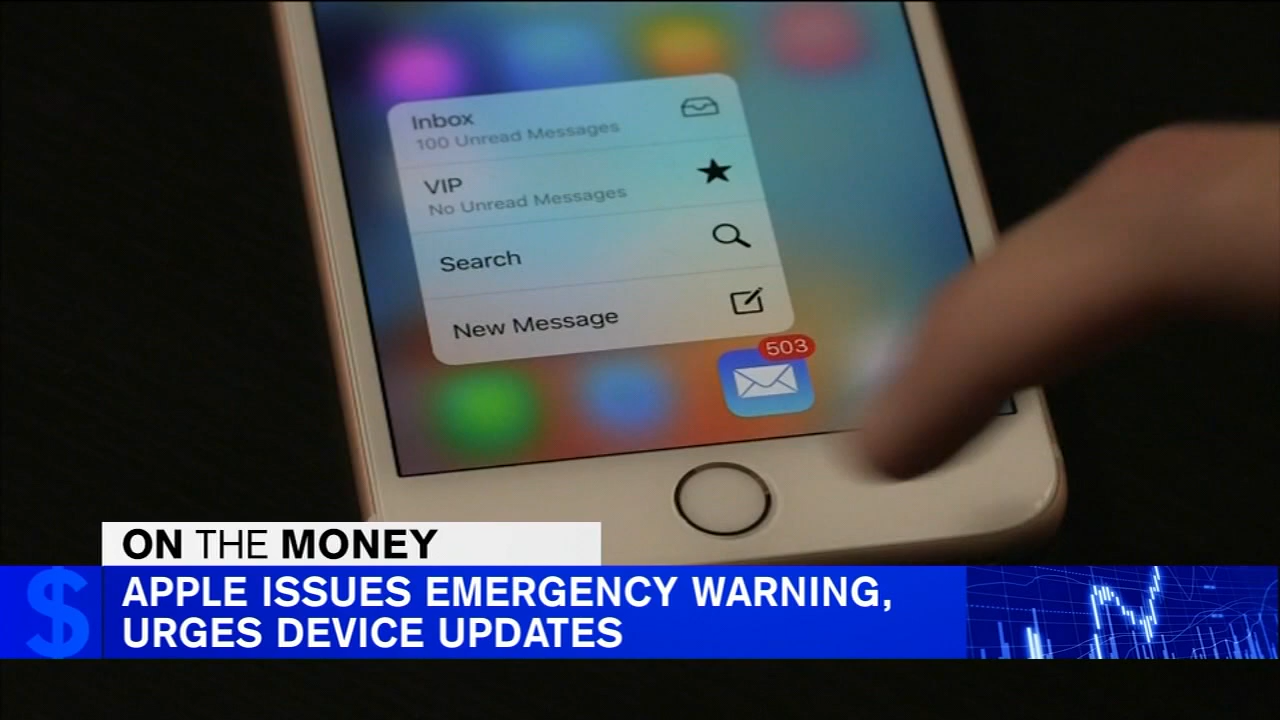 Inbox
100 Unread Messages
VIP
No Unread Messages
Search
New Message
503
ON THE MONEY
$
APPLE ISSUES EMERGENCY WARNING,
URGES DEVICE UPDATES